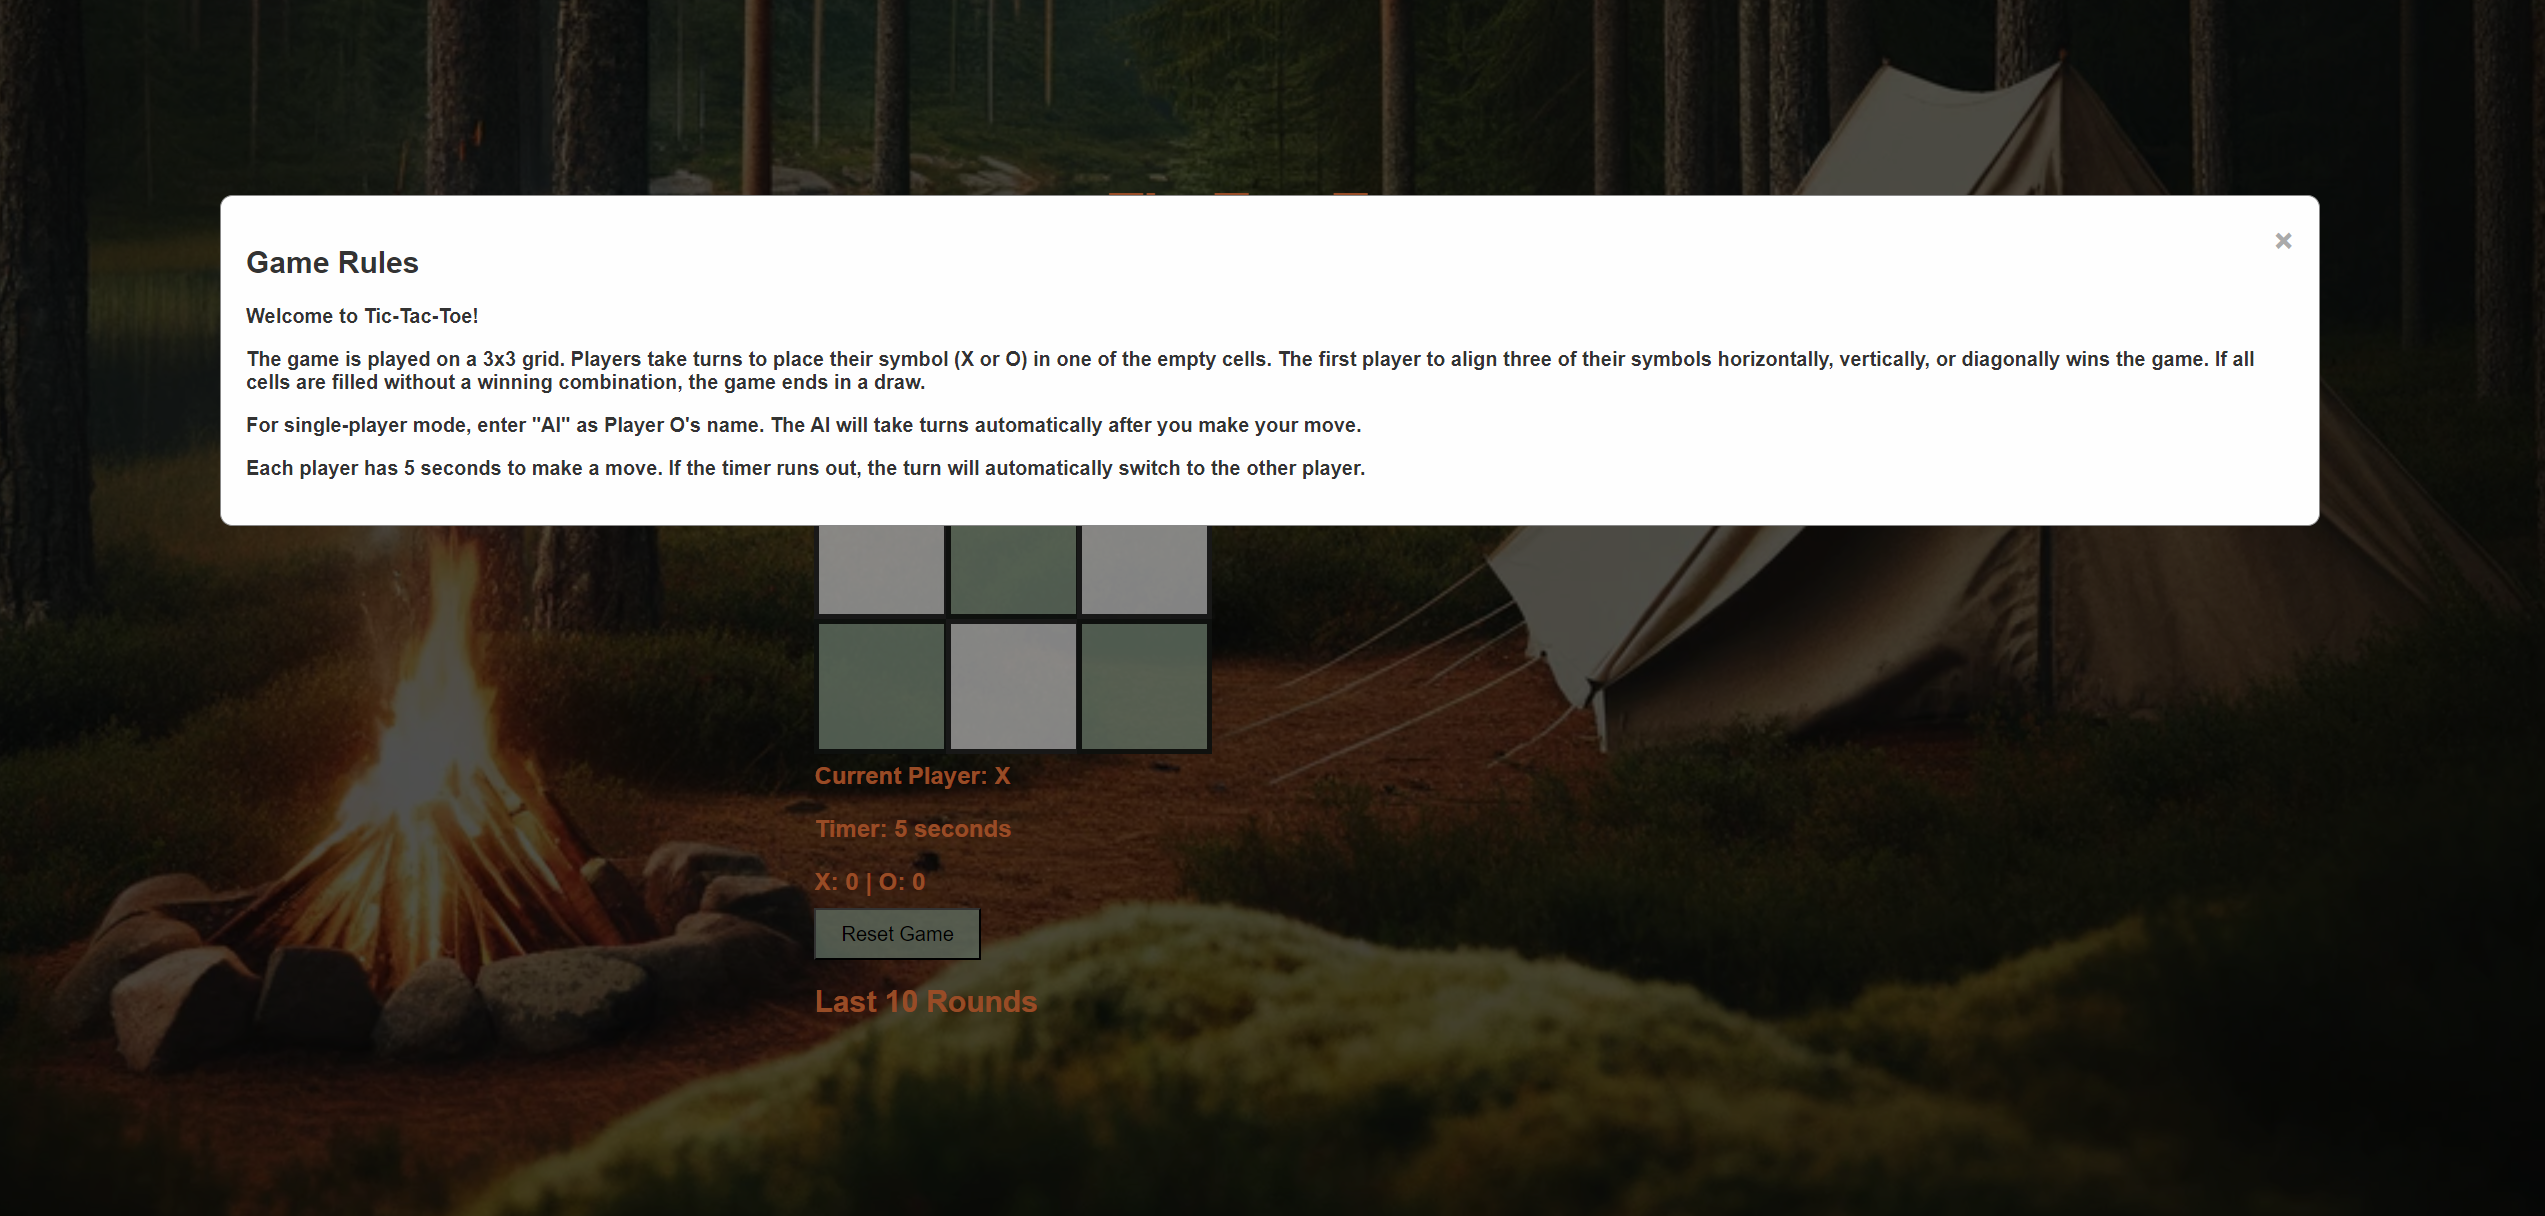 ×
Game Rules
Welcome to Tic-Tac-Toe!
The game is played on a 3x3 grid. Players take turns to place their symbol (X or O) in one of the empty cells. The first player to align three of their symbols horizontally, vertically, or diagonally wins the game. If all
cells are filled without a winning combination, the game ends in a draw.
For single-player mode, enter "AI" as Player O's name. The AI will take turns automatically after you make your move.
Each player has 5 seconds to make a move. If the timer runs out, the turn will automatically switch to the other player.
Current Player: X
Timer: 5 seconds
X: 0 | O: 0
Reset Game
Last 10 Rounds